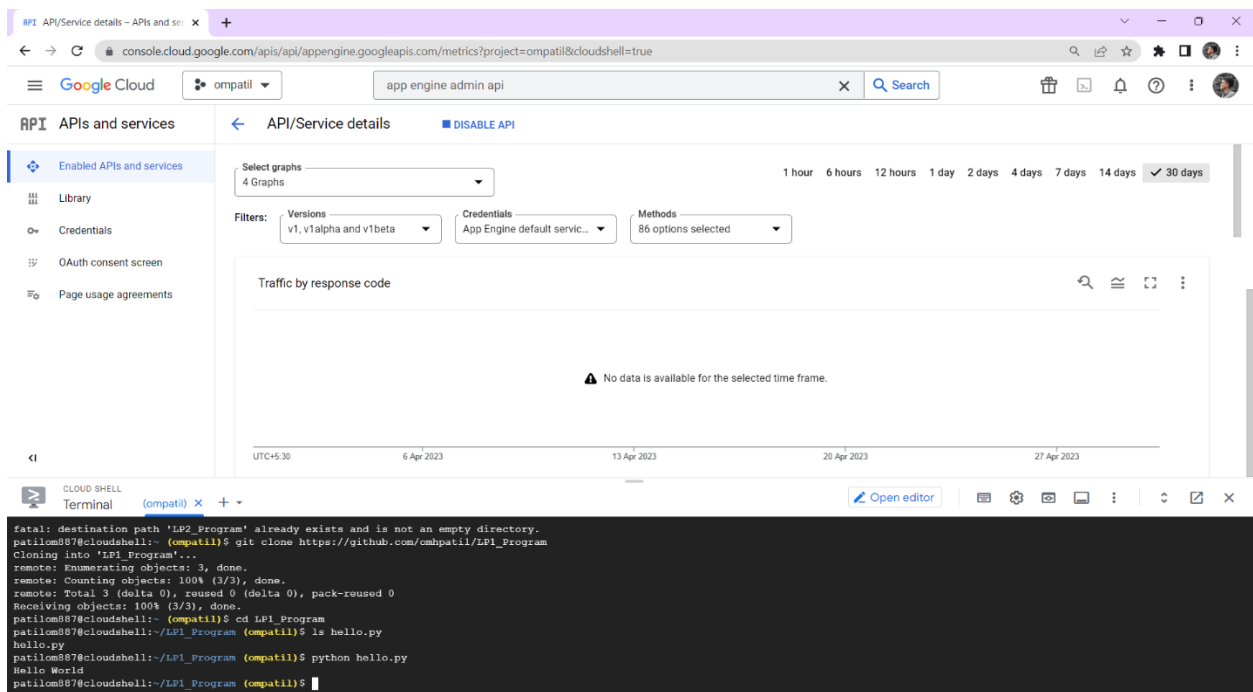 API API/Service details – APIs and ser
console.cloud.google.com/apis/api/appengine.googleapis.com/metrics?project=ompatil&cloudshell=true
Google Cloud ompatil app engine admin api Search
API APIs and services API/Service details DISABLE API
Enabled APIs and services
Library
Credentials
OAuth consent screen
Page usage agreements
Select graphs
4 Graphs
1 hour 6 hours 12 hours 1 day 2 days 4 days 7 days 14 days 30 days
Filters:
Versions
v1, v1alpha and v1beta
Credentials
App Engine default servic...
Methods
86 options selected
Traffic by response code
No data is available for the selected time frame.
UTC+5:30 6 Apr 2023 13 Apr 2023 20 Apr 2023 27 Apr 2023
CLOUD SHELL
Terminal (ompatil) Open editor
fatal: destination path 'LP2_Program' already exists and is not an empty directory.
patilom887@cloudshell:~ (ompatil)$ git clone https://github.com/omhpatil/LP1_Program
Cloning into 'LP1_Program'...
remote: Enumerating objects: 3, done.
remote: Counting objects: 100% (3/3), done.
remote: Total 3 (delta 0), reused 0 (delta 0), pack-reused 0
Receiving objects: 100% (3/3), done.
patilom887@cloudshell:~ (ompatil)$ cd LP1_Program
patilom887@cloudshell:~/LP1_Program (ompatil)$ ls hello.py
hello.py
patilom887@cloudshell:~/LP1_Program (ompatil)$ python hello.py
Hello World
patilom887@cloudshell:~/LP1_Program (ompatil)$